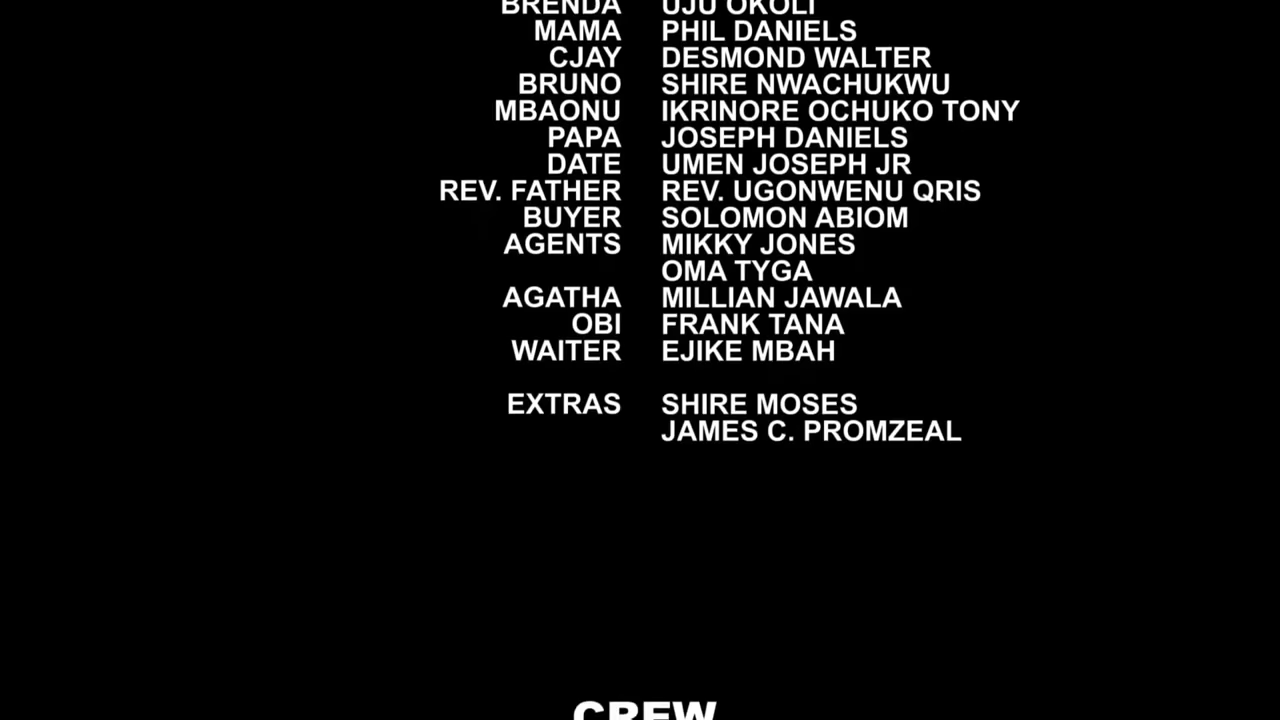 BRENDA UJU OKOLI
MAMA PHIL DANIELS
CJAY DESMOND WALTER
BRUNO SHIRE NWACHUKWU
MBAONU IKRINORE OCHUKO TONY
PAPA JOSEPH DANIELS
DATE UMEN JOSEPH JR
REV. FATHER REV. UGONWENU QRIS
BUYER SOLOMON ABIOM
AGENTS MIKKY JONES
OMA TYGA
AGATHA MILLIAN JAWALA
OBI FRANK TANA
WAITER EJIKE MBAH
EXTRAS SHIRE MOSES
JAMES C. PROMZEAL
CREW